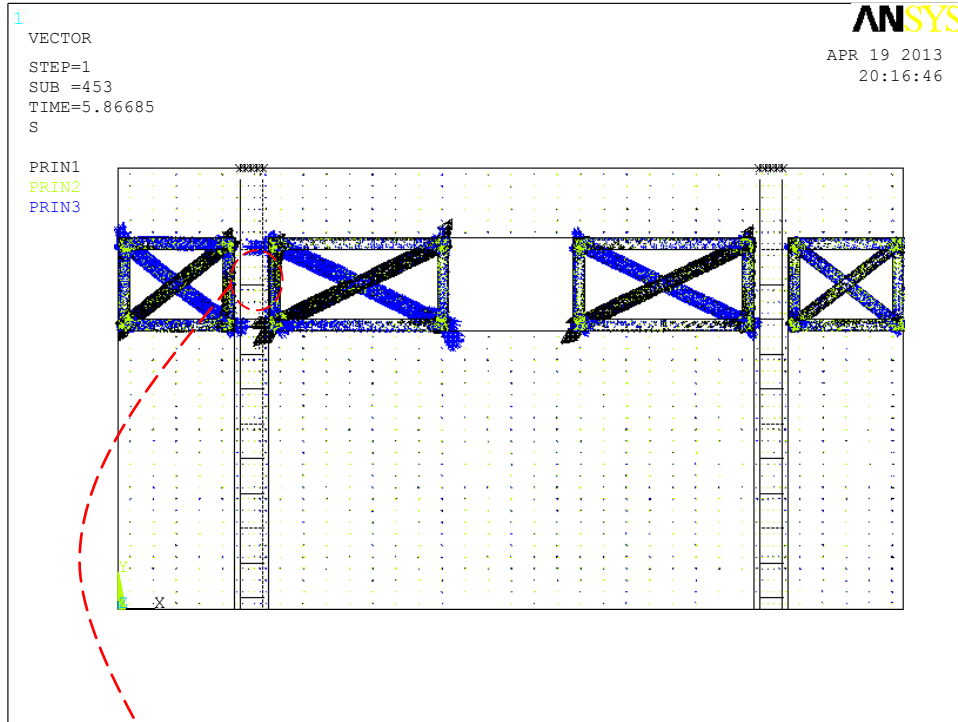 1
ANSYS
VECTOR
APR 19 2013
20:16:46
STEP=1
SUB =453
TIME=5.86685
S
PRIN1
PRIN2
PRIN3
Y
Z
X